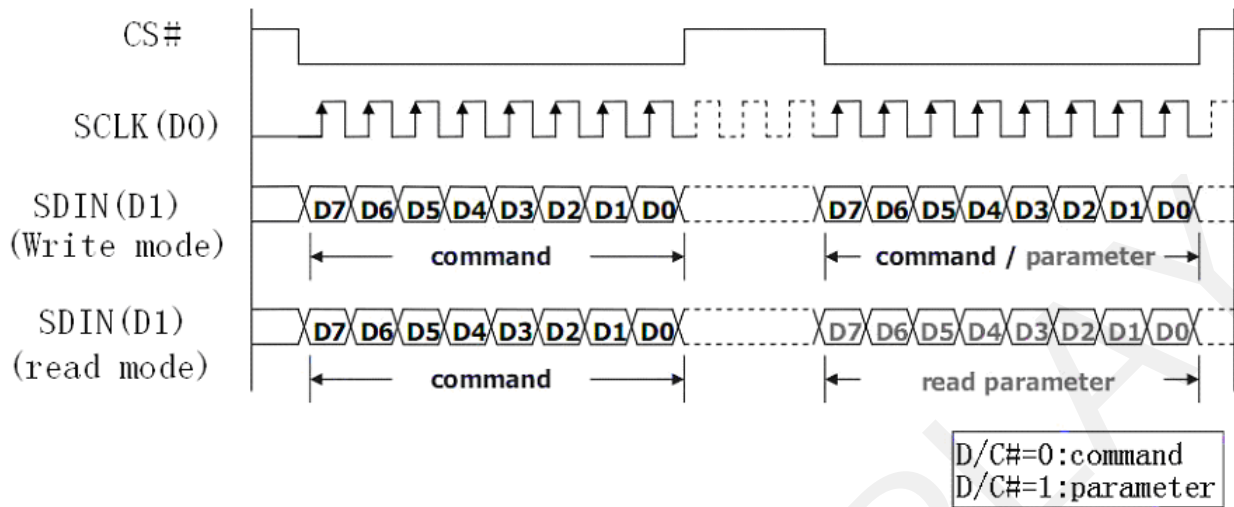 CS#
SCLK(D0)
SDIN(D1)
(Write mode)
D7 D6 D5 D4 D3 D2 D1 D0 D7 D6 D5 D4 D3 D2 D1 D0
command command / parameter
SDIN(D1)
(read mode)
D7 D6 D5 D4 D3 D2 D1 D0 D7 D6 D5 D4 D3 D2 D1 D0
command read parameter
D/C#=0:command
D/C#=1:parameter